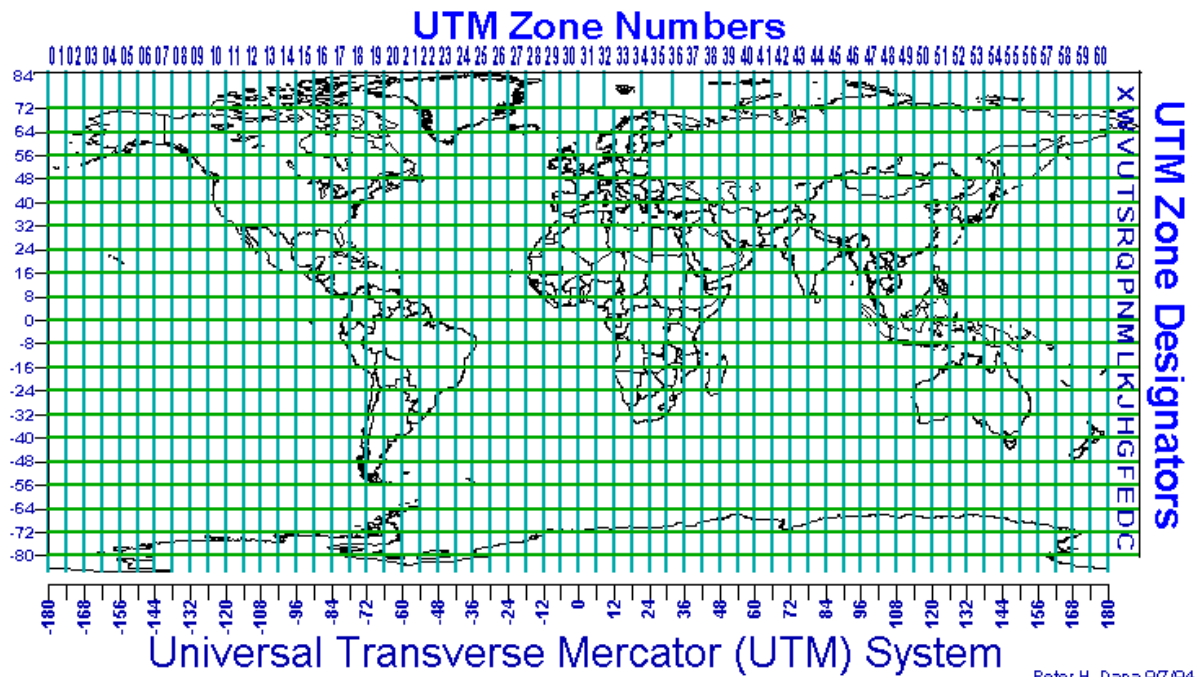 UTM Zone Numbers
01 02 03 04 05 06 07 08 09 10 11 12 13 14 15 16 17 18 19 20 21 22 23 24 25 26 27 28 29 30 31 32 33 34 35 36 37 38 39 40 41 42 43 44 45 46 47 48 49 50 51 52 53 54 55 56 57 58 59 60
84
72
64
56
48
40
32
24
16
8
0
-8
-16
-24
-32
-40
-48
-56
-64
-72
-80
X
W
V
U
T
S
R
Q
P
N
M
L
K
J
H
G
F
E
D
C
UTM Zone Designators
-180 -168 -156 -144 -132 -120 -108 -96 -84 -72 -60 -48 -36 -24 -12 0 12 24 36 48 60 72 84 96 108 120 132 144 156 168 180
Universal Transverse Mercator (UTM) System
Peter H. Dana 9/7/94